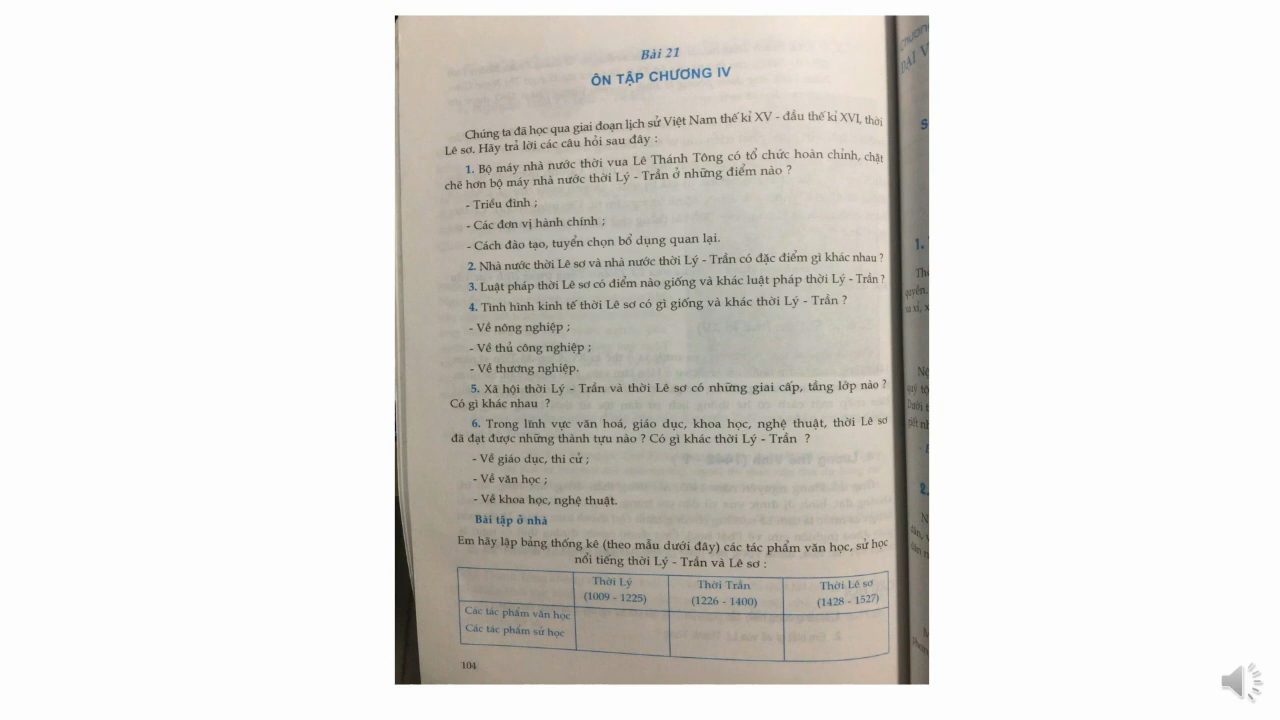 Bài 21
ÔN TẬP CHƯƠNG IV
Chúng ta đã học qua giai đoạn lịch sử Việt Nam thế kỉ XV - đầu thế kỉ XVI, thời
Lê sơ. Hãy trả lời các câu hỏi sau đây :
1. Bộ máy nhà nước thời vua Lê Thánh Tông có tổ chức hoàn chỉnh, chặt
chẽ hơn bộ máy nhà nước thời Lý - Trần ở những điểm nào ?
- Triều đình ;
- Các đơn vị hành chính ;
- Cách đào tạo, tuyển chọn bổ dụng quan lại.
2. Nhà nước thời Lê sơ và nhà nước thời Lý - Trần có đặc điểm gì khác nhau ?
3. Luật pháp thời Lê sơ có điểm nào giống và khác luật pháp thời Lý - Trần ?
4. Tình hình kinh tế thời Lê sơ có gì giống và khác thời Lý - Trần ?
- Về nông nghiệp ;
- Về thủ công nghiệp ;
- Về thương nghiệp.
5. Xã hội thời Lý - Trần và thời Lê sơ có những giai cấp, tầng lớp nào ?
Có gì khác nhau ?
6. Trong lĩnh vực văn hoá, giáo dục, khoa học, nghệ thuật, thời Lê sơ
đã đạt được những thành tựu nào ? Có gì khác thời Lý - Trần ?
- Về giáo dục, thi cử ;
- Về văn học ;
- Về khoa học, nghệ thuật.
Bài tập ở nhà
Em hãy lập bảng thống kê (theo mẫu dưới đây) các tác phẩm văn học, sử học
nổi tiếng thời Lý - Trần và Lê sơ :
Thời Lý Thời Trần Thời Lê sơ
(1009 - 1225) (1226 - 1400) (1428 - 1527)
Các tác phẩm văn học
Các tác phẩm sử học
104